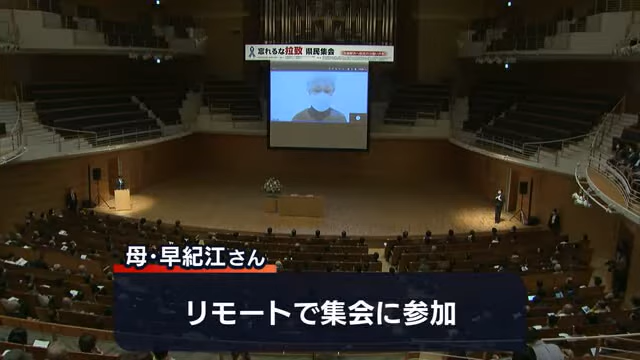 忘れるな拉致 県民集会
母・早紀江さん
リモートで集会に参加